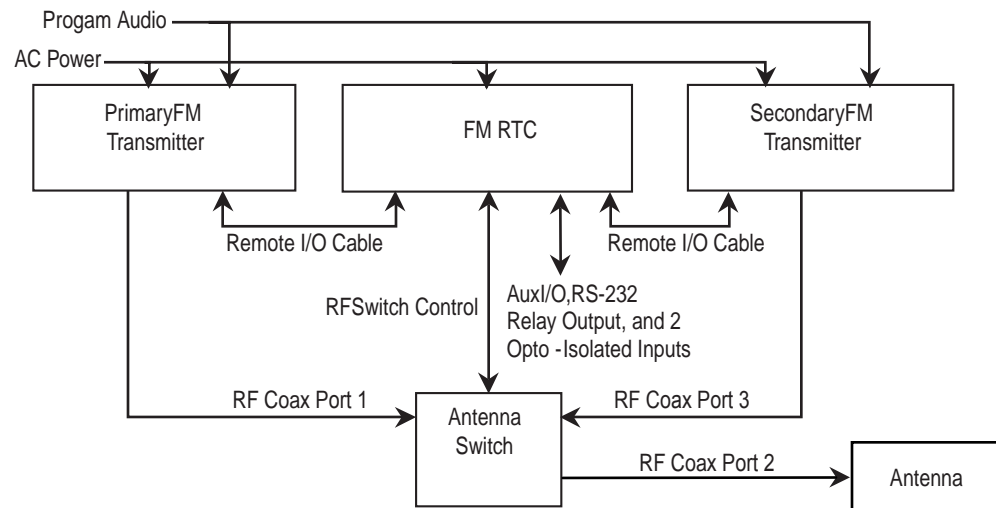 Progam Audio
AC Power
PrimaryFM
Transmitter
FM RTC
SecondaryFM
Transmitter
Remote I/O Cable
Remote I/O Cable
RFSwitch Control
AuxI/O,RS-232
Relay Output, and 2
Opto -Isolated Inputs
RF Coax Port 1
Antenna
Switch
RF Coax Port 3
RF Coax Port 2
Antenna